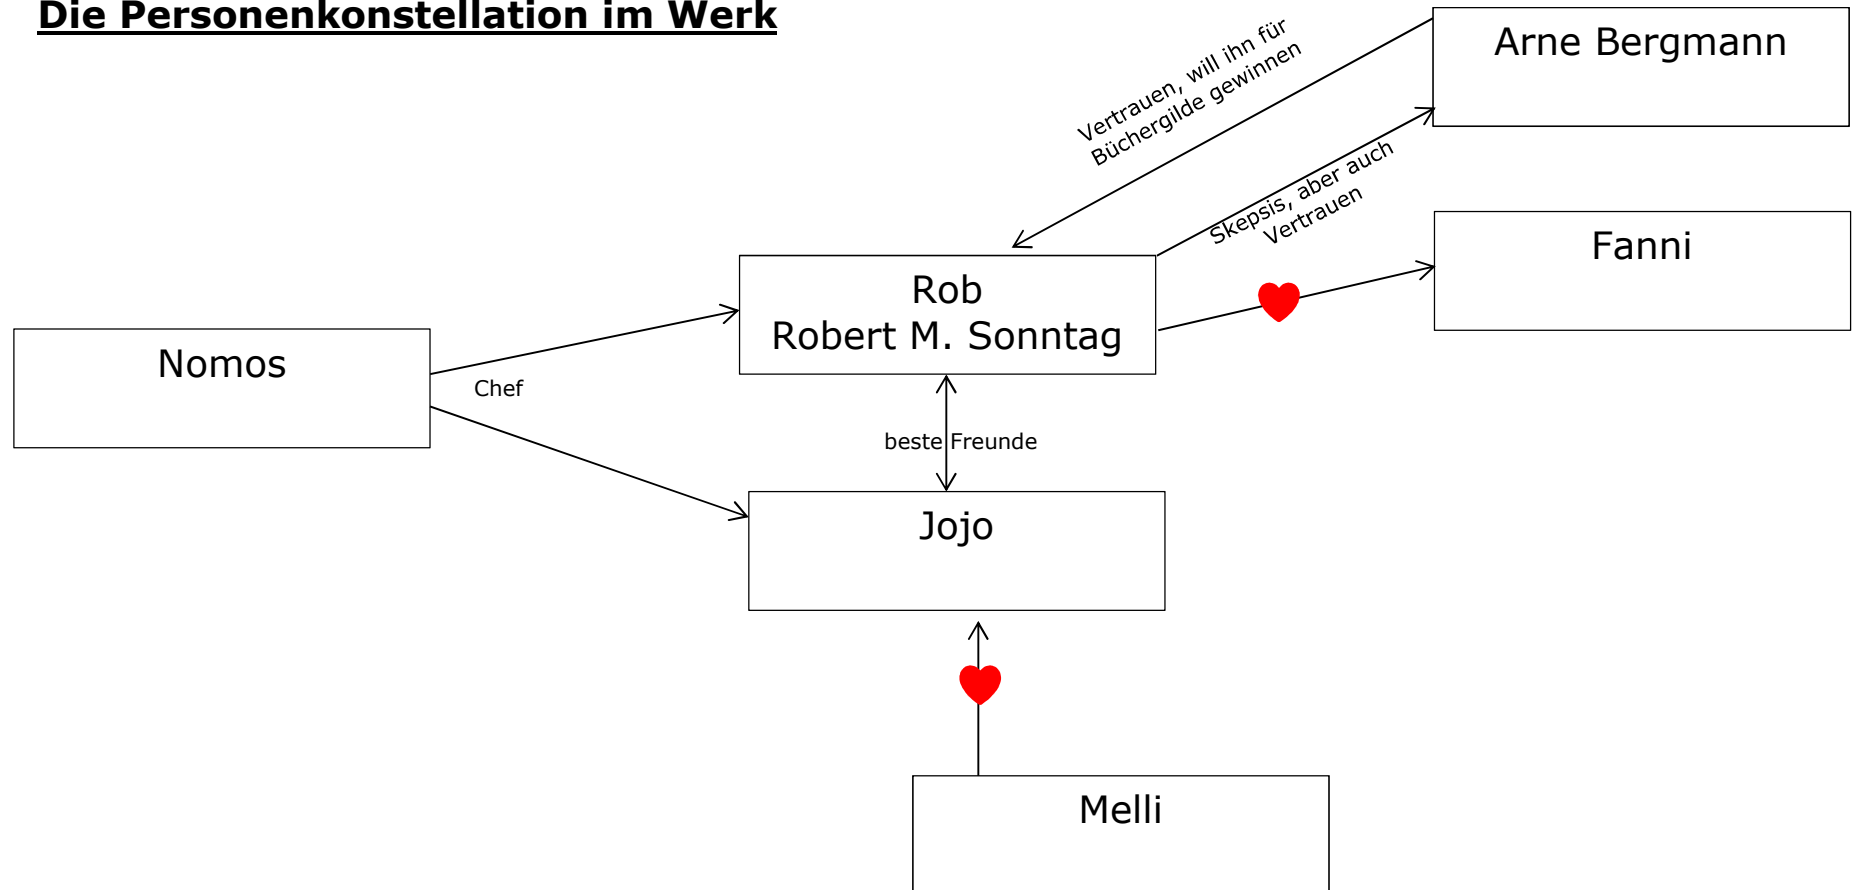 Die Personenkonstellation im Werk
Arne Bergmann
Vertrauen, will ihn für
Büchergilde gewinnen
Skepsis, aber auch
Vertrauen
Fanni
Rob
Robert M. Sonntag
Nomos
Chef
beste Freunde
Jojo
Melli